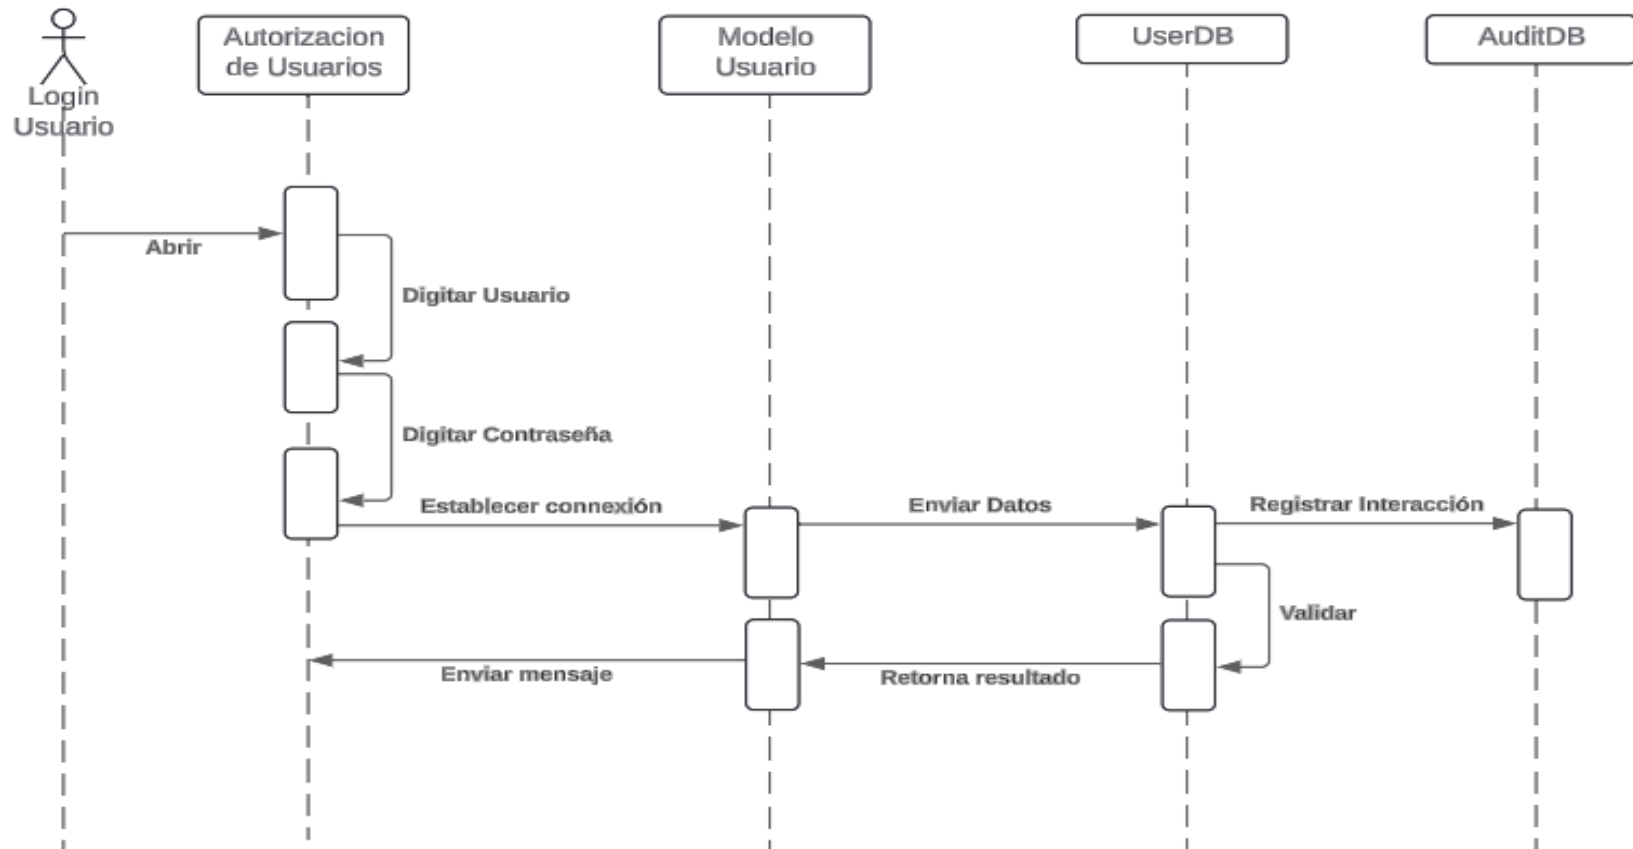 Login
Usuario
Autorizacion
de Usuarios
Modelo
Usuario
UserDB
AuditDB
Abrir
Digitar Usuario
Digitar Contraseña
Establecer connexión
Enviar Datos
Registrar Interacción
Validar
Enviar mensaje
Retorna resultado